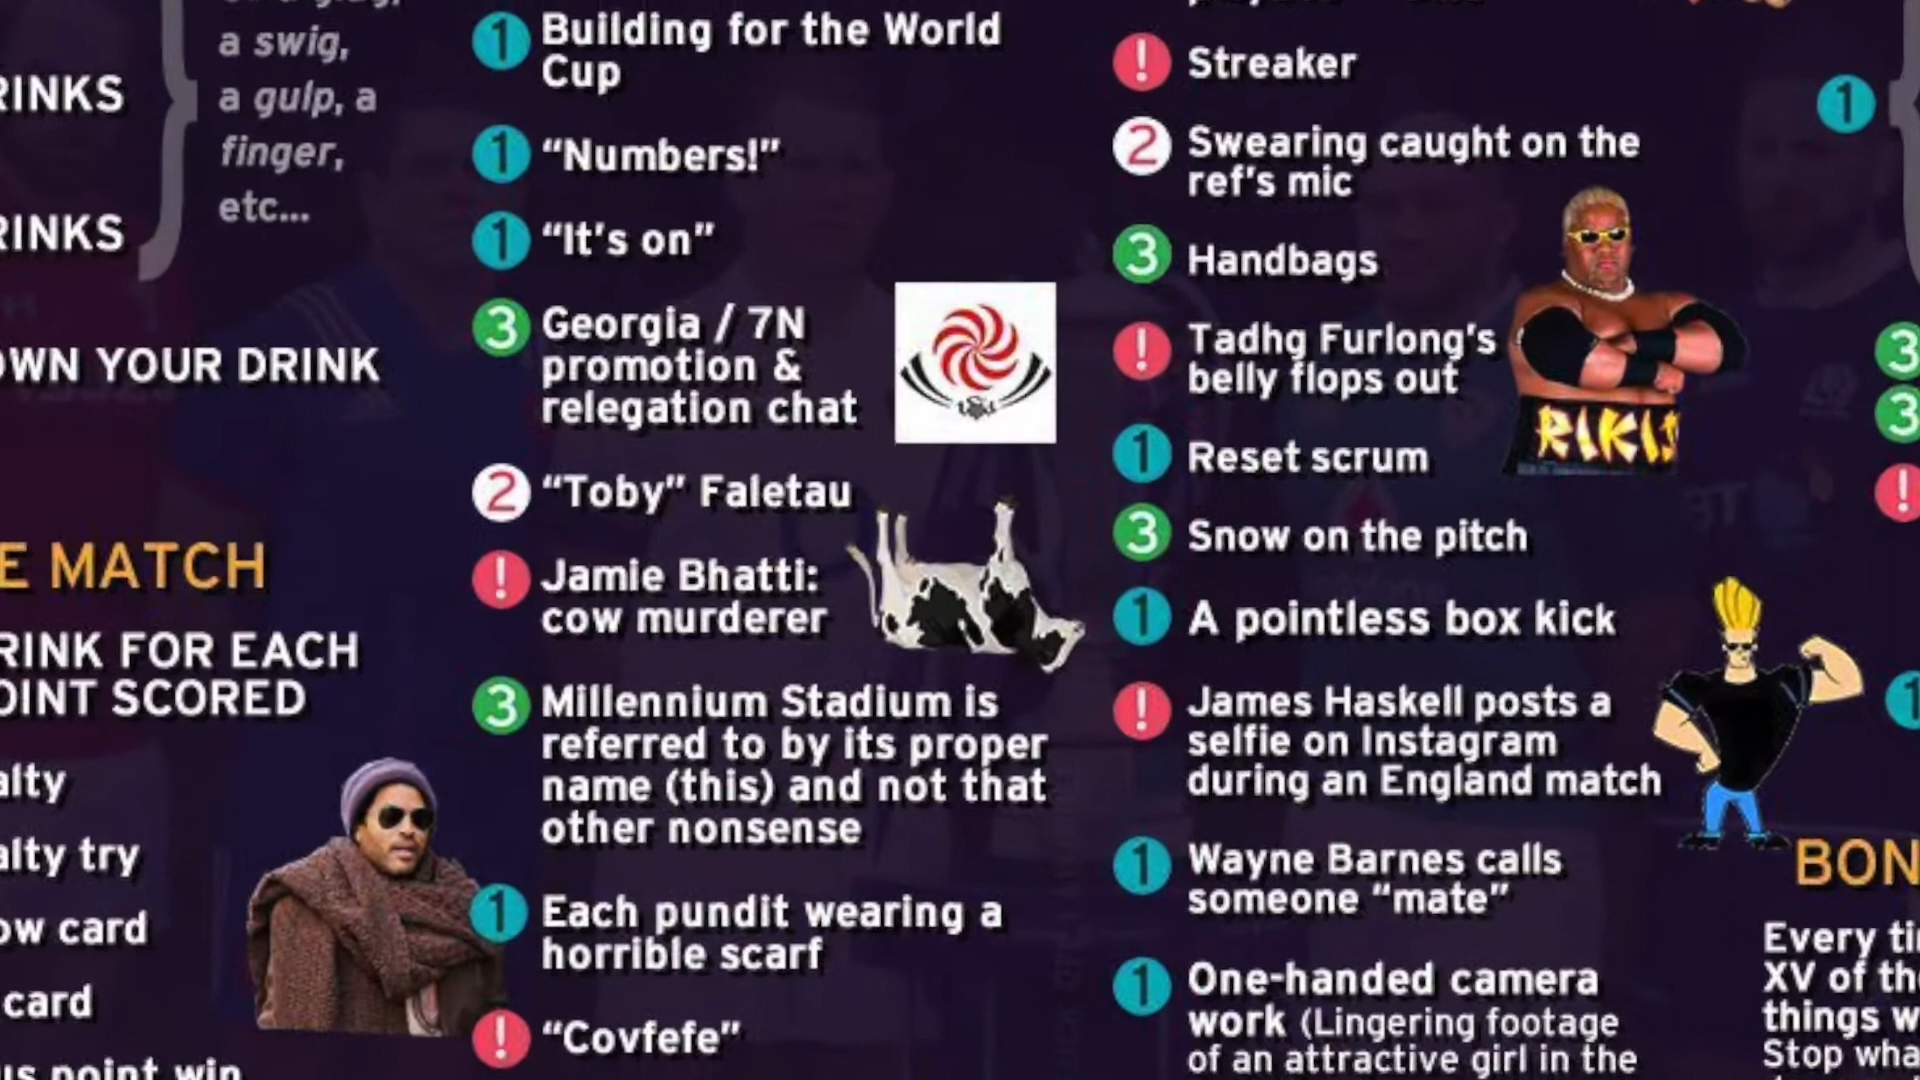 a swig,
a gulp, a
finger,
etc...
RINKS
RINKS
OWN YOUR DRINK
E MATCH
RINK FOR EACH
OINT SCORED
alty
alty try
ow card
card
us point win
1 Building for the World
Cup
1 “Numbers!”
1 “It’s on”
3 Georgia / 7N
promotion &
relegation chat
2 “Toby” Faletau
! Jamie Bhatti:
cow murderer
3 Millennium Stadium is
referred to by its proper
name (this) and not that
other nonsense
1 Each pundit wearing a
horrible scarf
! “Covfefe”
! Streaker
2 Swearing caught on the
ref’s mic
3 Handbags
! Tadhg Furlong’s
belly flops out
RIKIS
1 Reset scrum
3 Snow on the pitch
1 A pointless box kick
! James Haskell posts a
selfie on Instagram
during an England match
1 Wayne Barnes calls
someone “mate”
1 One-handed camera
work (Lingering footage
of an attractive girl in the
1
3
3
!
1
BON
Every ti
XV of th
things w
Stop wha